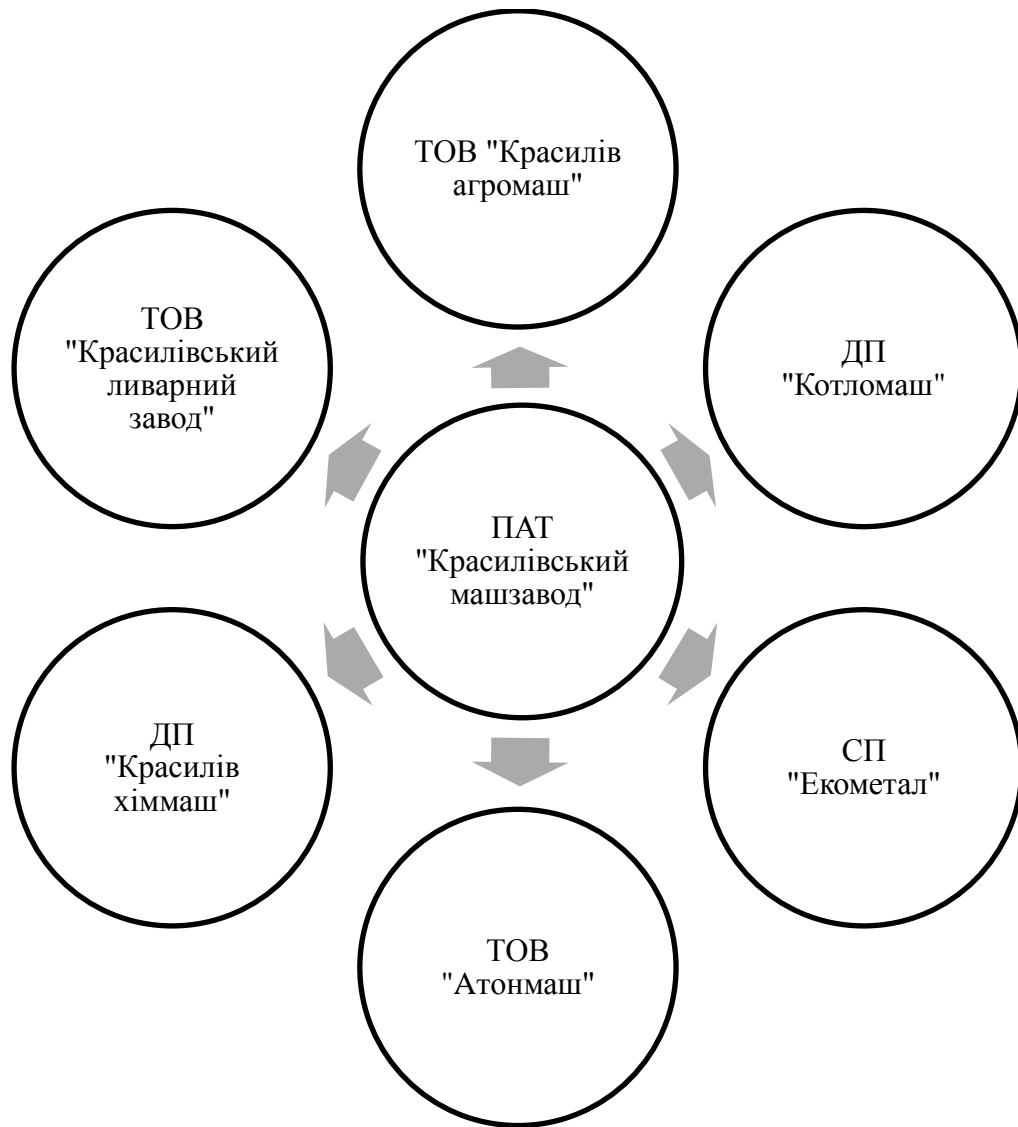 ТОВ "Красилів
агромаш"
ТОВ
"Красилівський
ливарний
завод"
ДП
"Котломаш"
ПАТ
"Красилівський
машзавод"
ДП
"Красилів
хіммаш"
СП
"Екометал"
ТОВ
"Атонмаш"